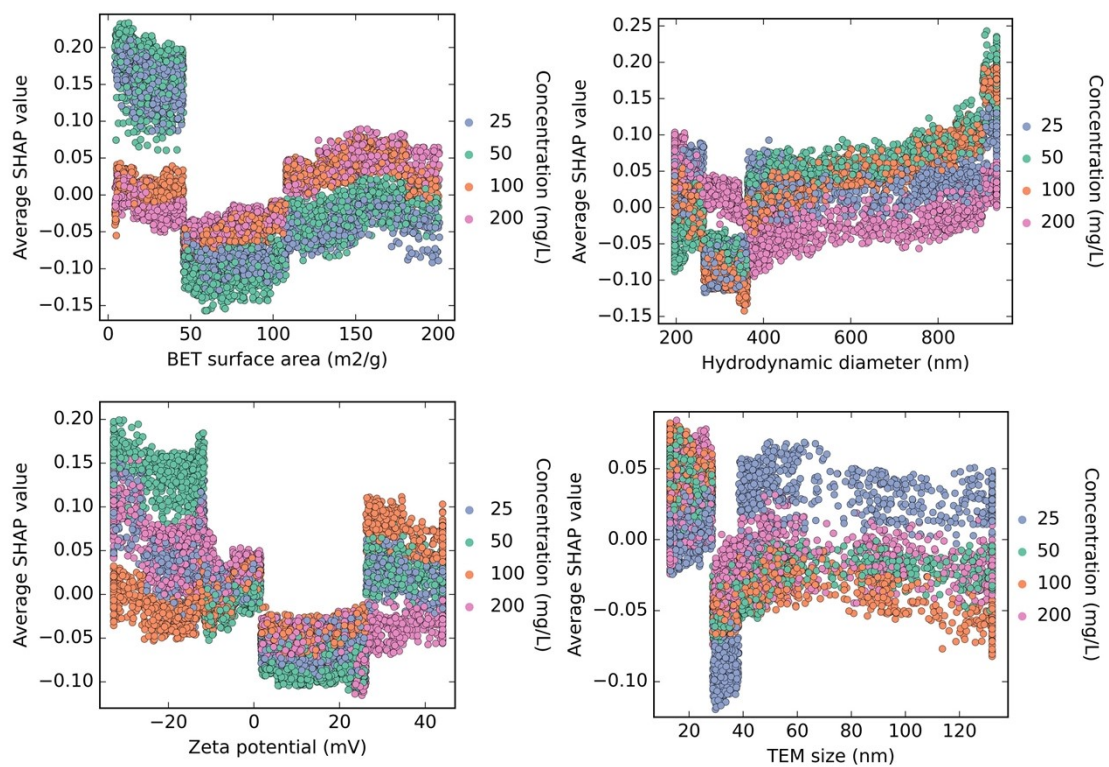 0.20
0.15
0.10
0.05
0.00
−0.05
−0.10
−0.15
Average SHAP value
0 50 100 150 200
BET surface area (m2/g)
Concentration (mg/L)
25
50
100
200
0.25
0.20
0.15
0.10
0.05
0.00
−0.05
−0.10
−0.15
Average SHAP value
200 400 600 800
Hydrodynamic diameter (nm)
Concentration (mg/L)
25
50
100
200
0.20
0.15
0.10
0.05
0.00
−0.05
−0.10
Average SHAP value
−20 0 20 40
Zeta potential (mV)
Concentration (mg/L)
25
50
100
200
0.05
0.00
−0.05
−0.10
Average SHAP value
20 40 60 80 100 120
TEM size (nm)
Concentration (mg/L)
25
50
100
200